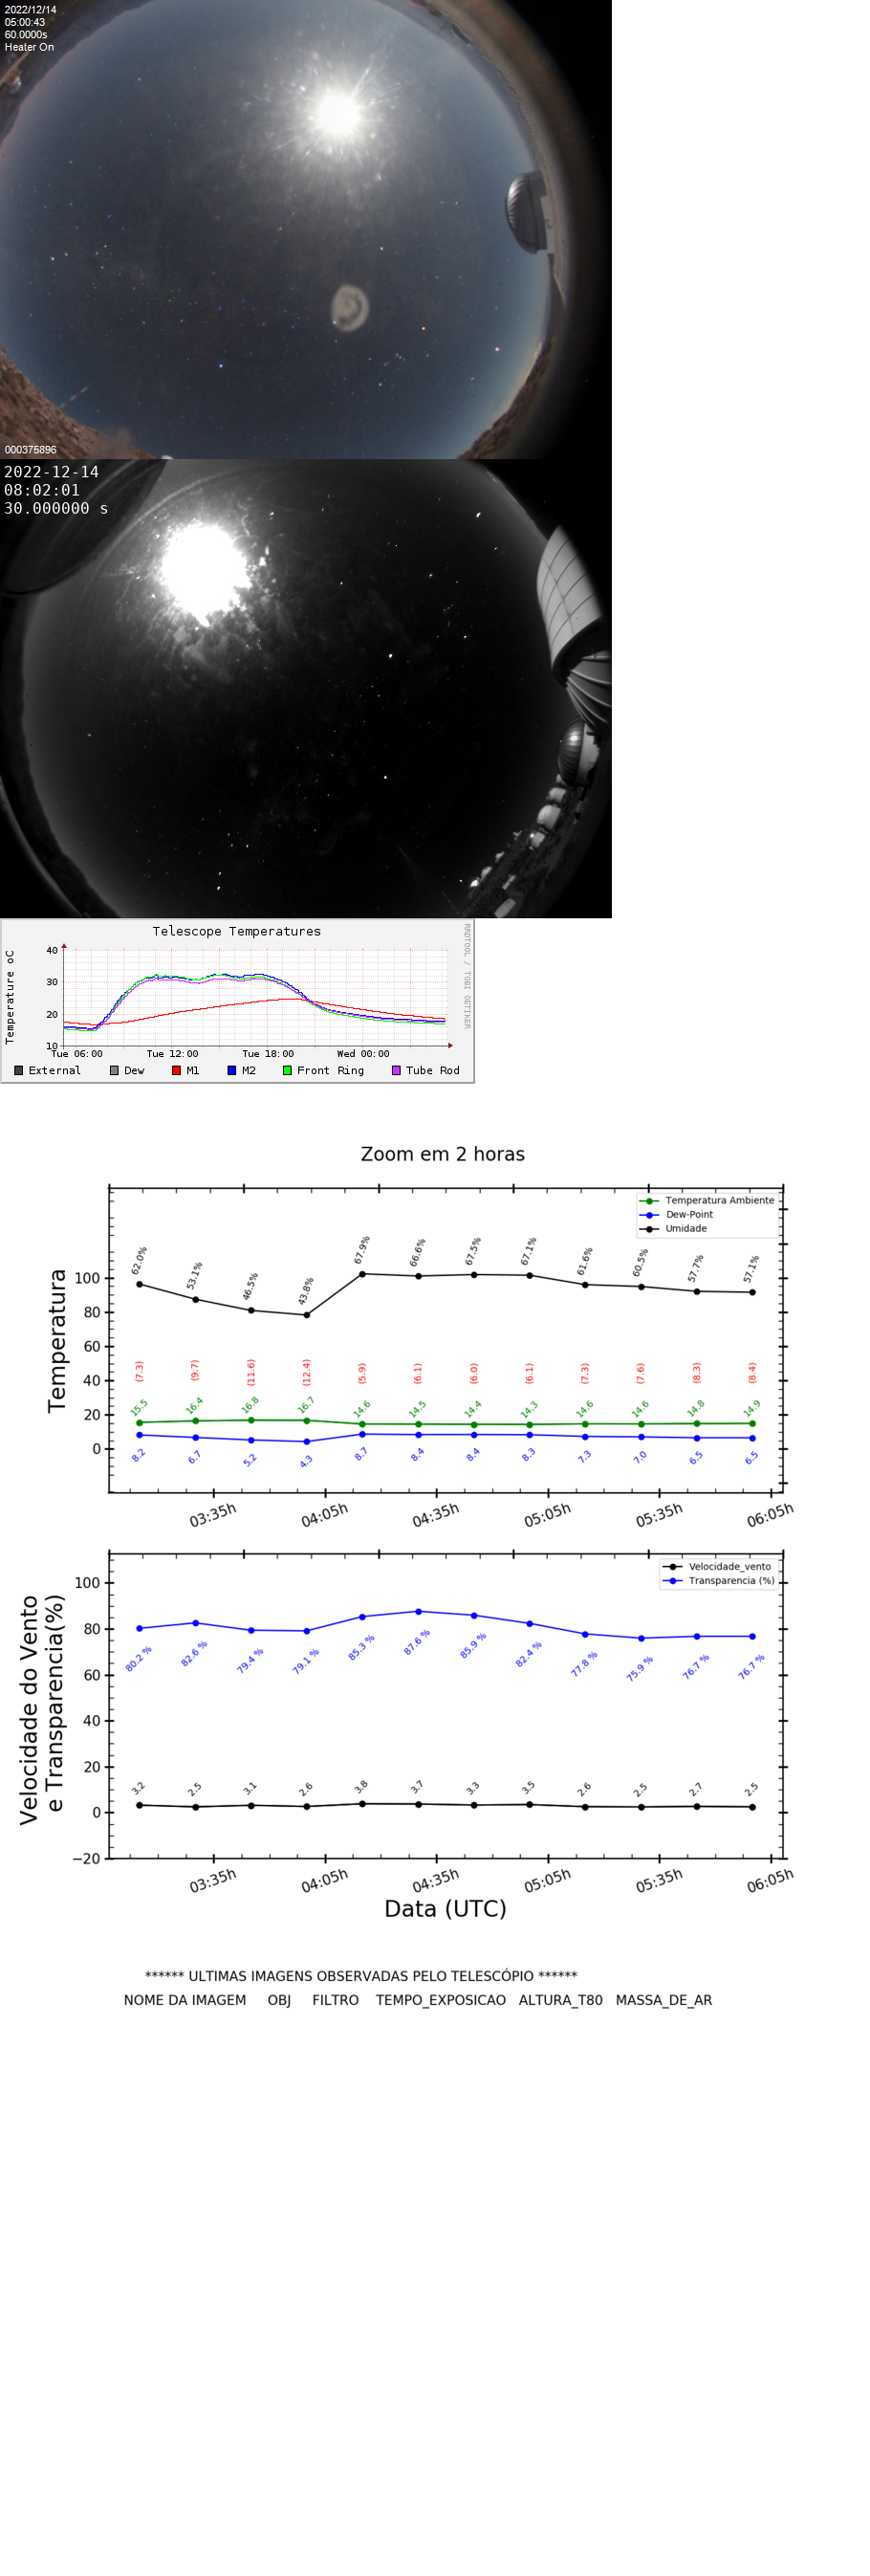 2022/12/14
05:00:43
60.0000s
Heater On
000375896
2022-12-14
08:02:01
30.000000 s
Telescope Temperatures
RRDTOOL / TOBI OETIKER
Temperature oC
40
30
20
10
Tue 06:00 Tue 12:00 Tue 18:00 Wed 00:00
External Dew M1 M2 Front Ring Tube Rod
Zoom em 2 horas
Temperatura Ambiente
Dew-Point
Umidade
Temperatura
100
80
60
40
20
0
62.0% 53.1% 46.5% 43.8% 67.9% 66.6% 67.5% 67.1% 61.6% 60.5% 57.7% 57.1%
(7.3) (9.7) (11.6) (12.4) (5.9) (6.1) (6.0) (6.1) (7.3) (7.6) (8.3) (8.4)
15.5 16.4 16.8 16.7 14.6 14.5 14.4 14.3 14.6 14.6 14.8 14.9
8.2 6.7 5.2 4.3 8.7 8.4 8.4 8.3 7.3 7.0 6.5 6.5
03:35h 04:05h 04:35h 05:05h 05:35h 06:05h
Velocidade_vento
Transparencia (%)
Velocidade do Vento
e Transparencia(%)
100
80
60
40
20
0
−20
80.2 % 82.6 % 79.4 % 79.1 % 85.3 % 87.6 % 85.9 % 82.4 % 77.8 % 75.9 % 76.7 % 76.7 %
3.2 2.5 3.1 2.6 3.8 3.7 3.3 3.5 2.6 2.5 2.7 2.5
03:35h 04:05h 04:35h 05:05h 05:35h 06:05h
Data (UTC)
****** ULTIMAS IMAGENS OBSERVADAS PELO TELESCÓPIO ******
NOME DA IMAGEM OBJ FILTRO TEMPO_EXPOSICAO ALTURA_T80 MASSA_DE_AR